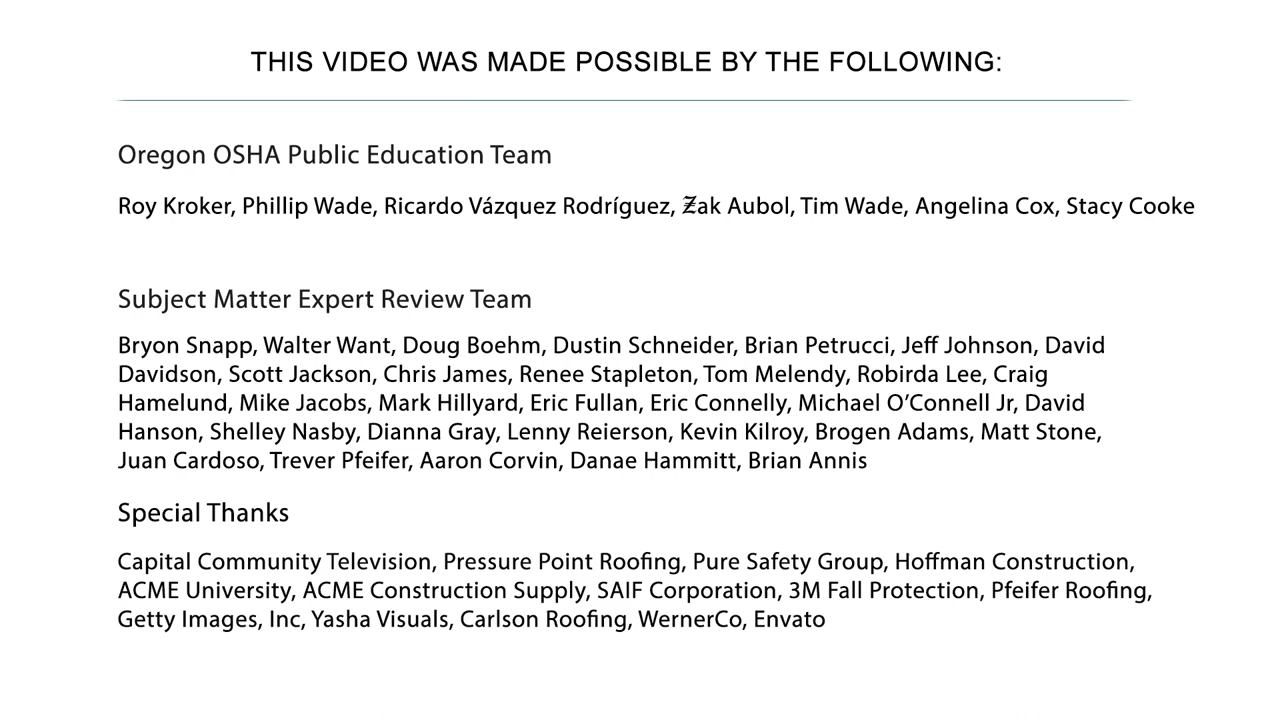 THIS VIDEO WAS MADE POSSIBLE BY THE FOLLOWING:
Oregon OSHA Public Education Team
Roy Kroker, Phillip Wade, Ricardo Vázquez Rodríguez, Ƶak Aubol, Tim Wade, Angelina Cox, Stacy Cooke
Subject Matter Expert Review Team
Bryon Snapp, Walter Want, Doug Boehm, Dustin Schneider, Brian Petrucci, Jeff Johnson, David
Davidson, Scott Jackson, Chris James, Renee Stapleton, Tom Melendy, Robirda Lee, Craig
Hamelund, Mike Jacobs, Mark Hillyard, Eric Fullan, Eric Connelly, Michael O’Connell Jr, David
Hanson, Shelley Nasby, Dianna Gray, Lenny Reierson, Kevin Kilroy, Brogen Adams, Matt Stone,
Juan Cardoso, Trever Pfeifer, Aaron Corvin, Danae Hammitt, Brian Annis
Special Thanks
Capital Community Television, Pressure Point Roofing, Pure Safety Group, Hoffman Construction,
ACME University, ACME Construction Supply, SAIF Corporation, 3M Fall Protection, Pfeifer Roofing,
Getty Images, Inc, Yasha Visuals, Carlson Roofing, WernerCo, Envato